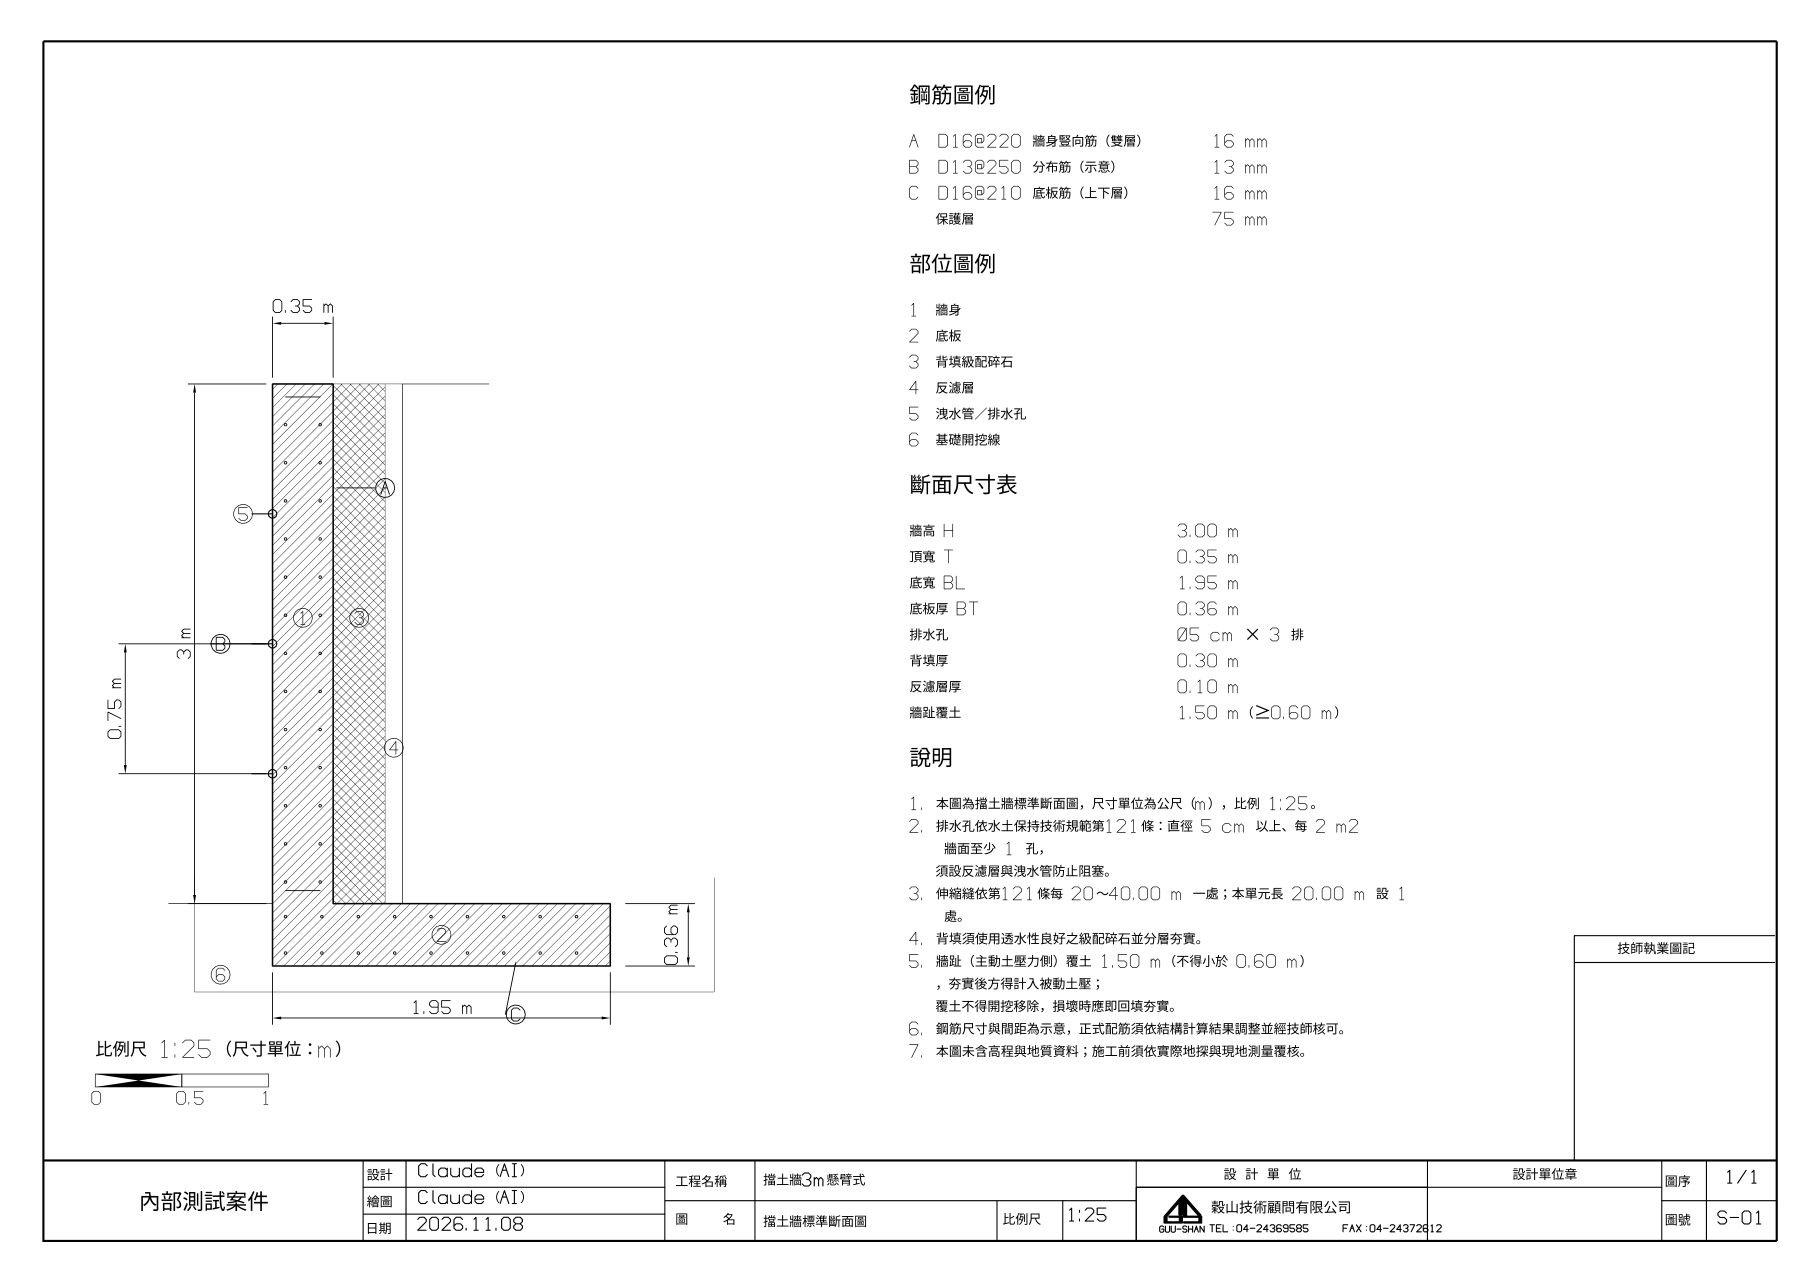 鋼筋圖例
A D16@220 牆身豎向筋（雙層） 16 mm
B D13@250 分布筋（示意） 13 mm
C D16@210 底板筋（上下層） 16 mm
保護層 75 mm
部位圖例
1 牆身
2 底板
3 背填級配碎石
4 反濾層
5 洩水管／排水孔
6 基礎開挖線
斷面尺寸表
牆高 H 3.00 m
頂寬 T 0.35 m
底寬 BL 1.95 m
底板厚 BT 0.36 m
排水孔 Ø5 cm × 3 排
背填厚 0.30 m
反濾層厚 0.10 m
牆趾覆土 1.50 m (≥0.60 m)
說明
1. 本圖為擋土牆標準斷面圖，尺寸單位為公尺（m），比例 1:25。
2. 排水孔依水土保持技術規範第121條：直徑 5 cm 以上、每 2 m2
牆面至少 1 孔，
須設反濾層與洩水管防止阻塞。
3. 伸縮縫依第121條每 20～40.00 m 一處；本單元長 20.00 m 設 1
處。
4. 背填須使用透水性良好之級配碎石並分層夯實。
5. 牆趾（主動土壓力側）覆土 1.50 m（不得小於 0.60 m）
，夯實後方得計入被動土壓；
覆土不得開挖移除，損壞時應即回填夯實。
6. 鋼筋尺寸與間距為示意，正式配筋須依結構計算結果調整並經技師核可。
7. 本圖未含高程與地質資料；施工前須依實際地探與現地測量覆核。
0.35 m
A
5
1
3
B
3 m
0.75 m
4
2
0.36 m
6
1.95 m
C
比例尺 1:25（尺寸單位：m）
0 0.5 1
技師執業圖記
內部測試案件
設計 Claude (AI)
繪圖 Claude (AI)
日期 2026.11.08
工程名稱 擋土牆3m懸臂式
圖 名 擋土牆標準斷面圖
比例尺 1:25
設 計 單 位
GUU-SHAN
穀山技術顧問有限公司
TEL :04-24369585 FAX :04-24372612
設計單位章
圖序 1/1
圖號 S-01